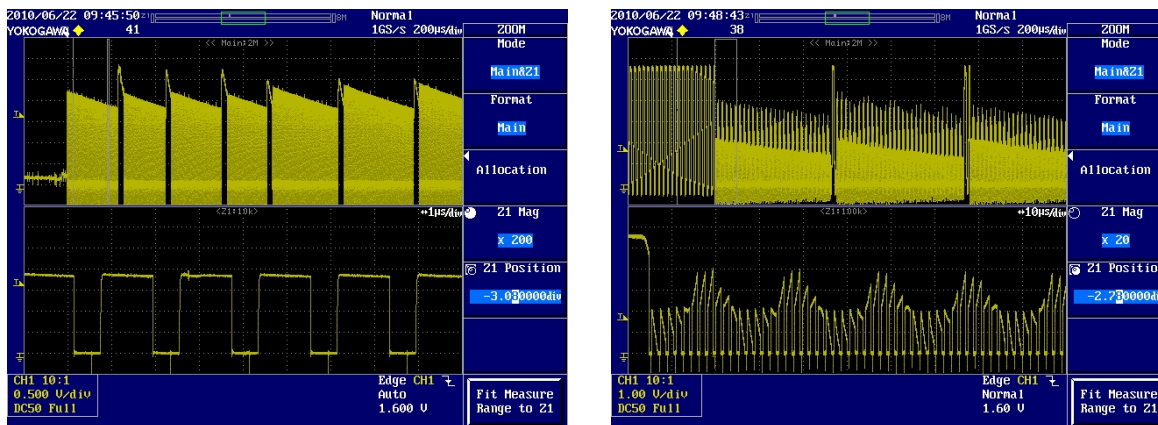 2010/06/22 09:45:50
Normal
YOKOGAWA 41
1GS/s 200μs/div
<< Main:2M >>
8M
ZOOM
Mode
Main&Z1
Format
Main
Allocation
<Z1:10k>
1μs/div
Z1 Mag
x 200
Z1 Position
-3.080000div
CH1 10:1
0.500 V/div
DC50 Full
Edge CH1
Auto
1.600 V
Fit Measure
Range to Z1
2010/06/22 09:48:43
Normal
YOKOGAWA 38
1GS/s 200μs/div
<< Main:2M >>
8M
ZOOM
Mode
Main&Z1
Format
Main
Allocation
<Z1:100k>
10μs/div
Z1 Mag
x 20
Z1 Positio
-2.780000di
CH1 10:1
1.00 V/div
DC50 Full
Edge CH1
Normal
1.60 V
Fit Measure
Range to Z1